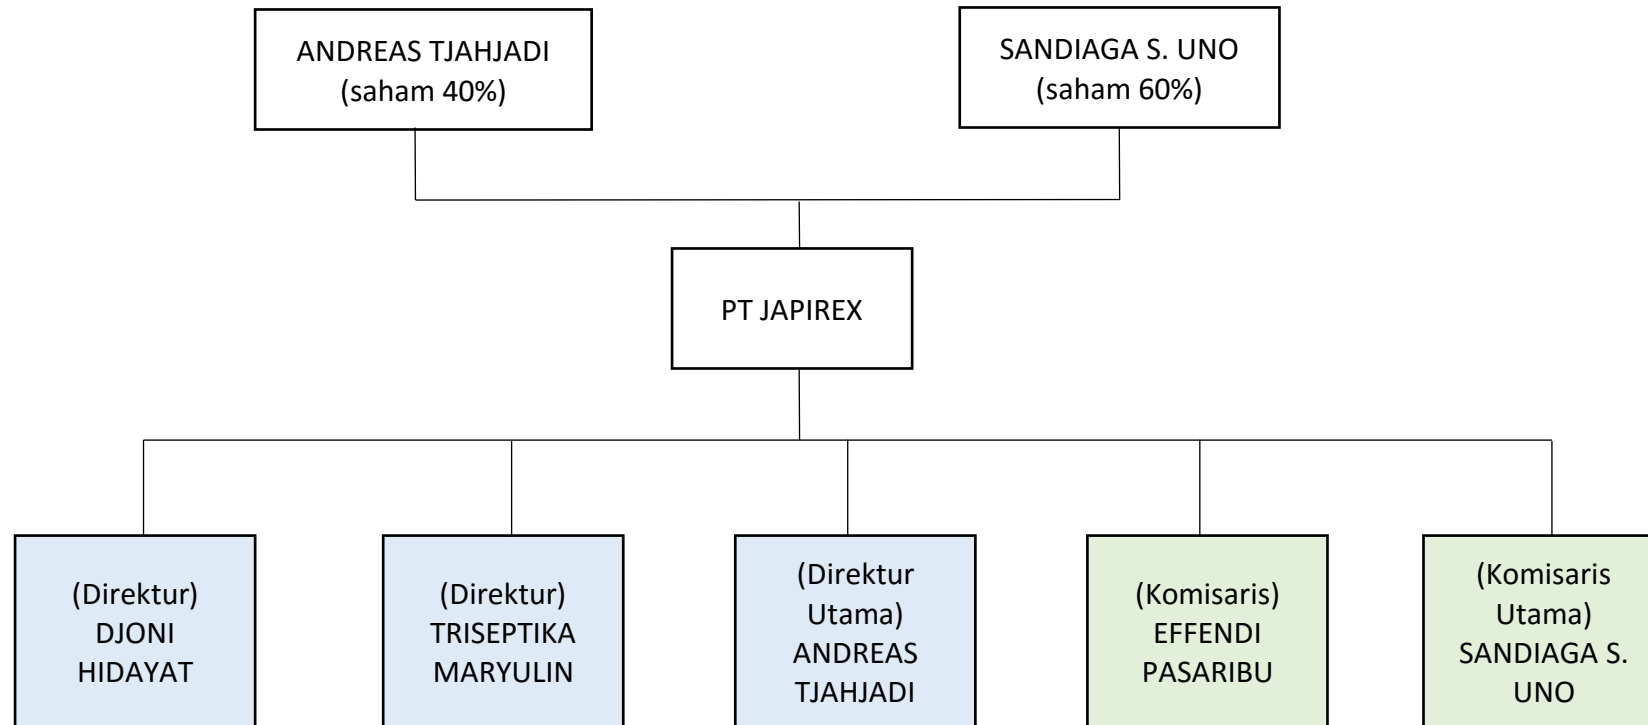 ANDREAS TJAHJADI
(saham 40%)
SANDIAGA S. UNO
(saham 60%)
PT JAPIREX
(Direktur)
DJONI
HIDAYAT
(Direktur)
TRISEPTIKA
MARYULIN
(Direktur
Utama)
ANDREAS
TJAHJADI
(Komisaris)
EFFENDI
PASARIBU
(Komisaris
Utama)
SANDIAGA S.
UNO